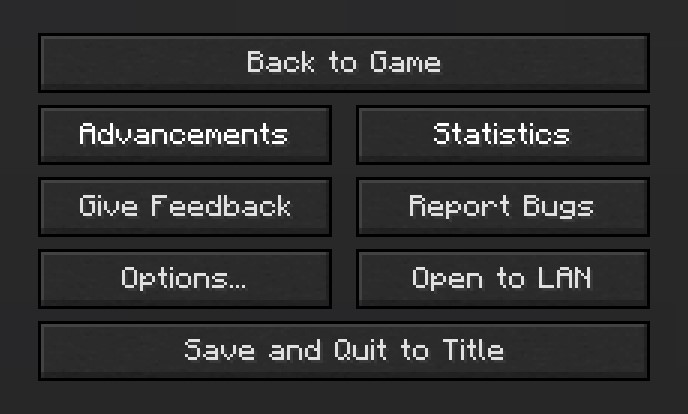 Back to Game
Advancements
Statistics
Give Feedback
Report Bugs
Options...
Open to LAN
Save and Quit to Title